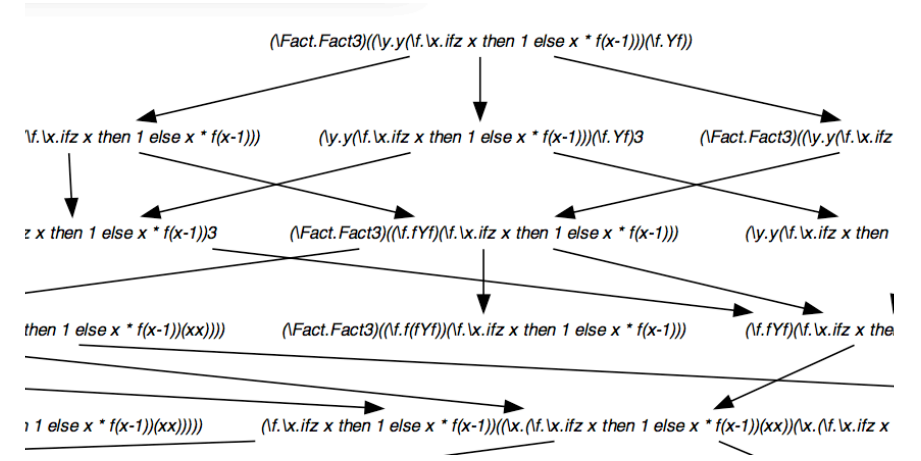 (\Fact.Fact3)((\y.y(\f.\x.ifz x then 1 else x * f(x-1)))(\f.Yf))
\f.\x.ifz x then 1 else x * f(x-1))) (\y.y(\f.\x.ifz x then 1 else x * f(x-1)))(\f.Yf)3 (\Fact.Fact3)((\y.y(\f.\x.ifz
z x then 1 else x * f(x-1))3 (\Fact.Fact3)((\f.fYf)(\f.\x.ifz x then 1 else x * f(x-1))) (\y.y(\f.\x.ifz x then
then 1 else x * f(x-1))(xx)))) (\Fact.Fact3)((\f.f(fYf))(\f.\x.ifz x then 1 else x * f(x-1))) (\f.fYf)(\f.\x.ifz x the
1 else x * f(x-1))(xx))))) (\f.\x.ifz x then 1 else x * f(x-1))((\x.(\f.\x.ifz x then 1 else x * f(x-1))(xx))(\x.(\f.\x.ifz x